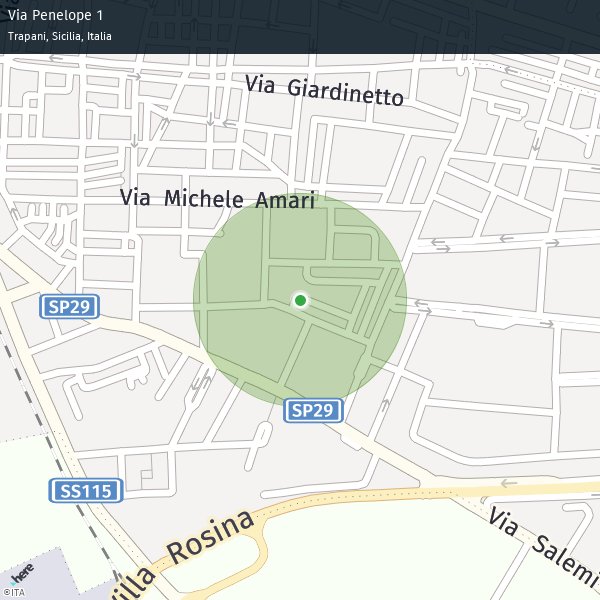 Via Penelope 1
Trapani, Sicilia, Italia
Via Giardinetto
Via Michele Amari
SP29
SP29
SS115
Villa Rosina
Via Salemi
here
©ITA